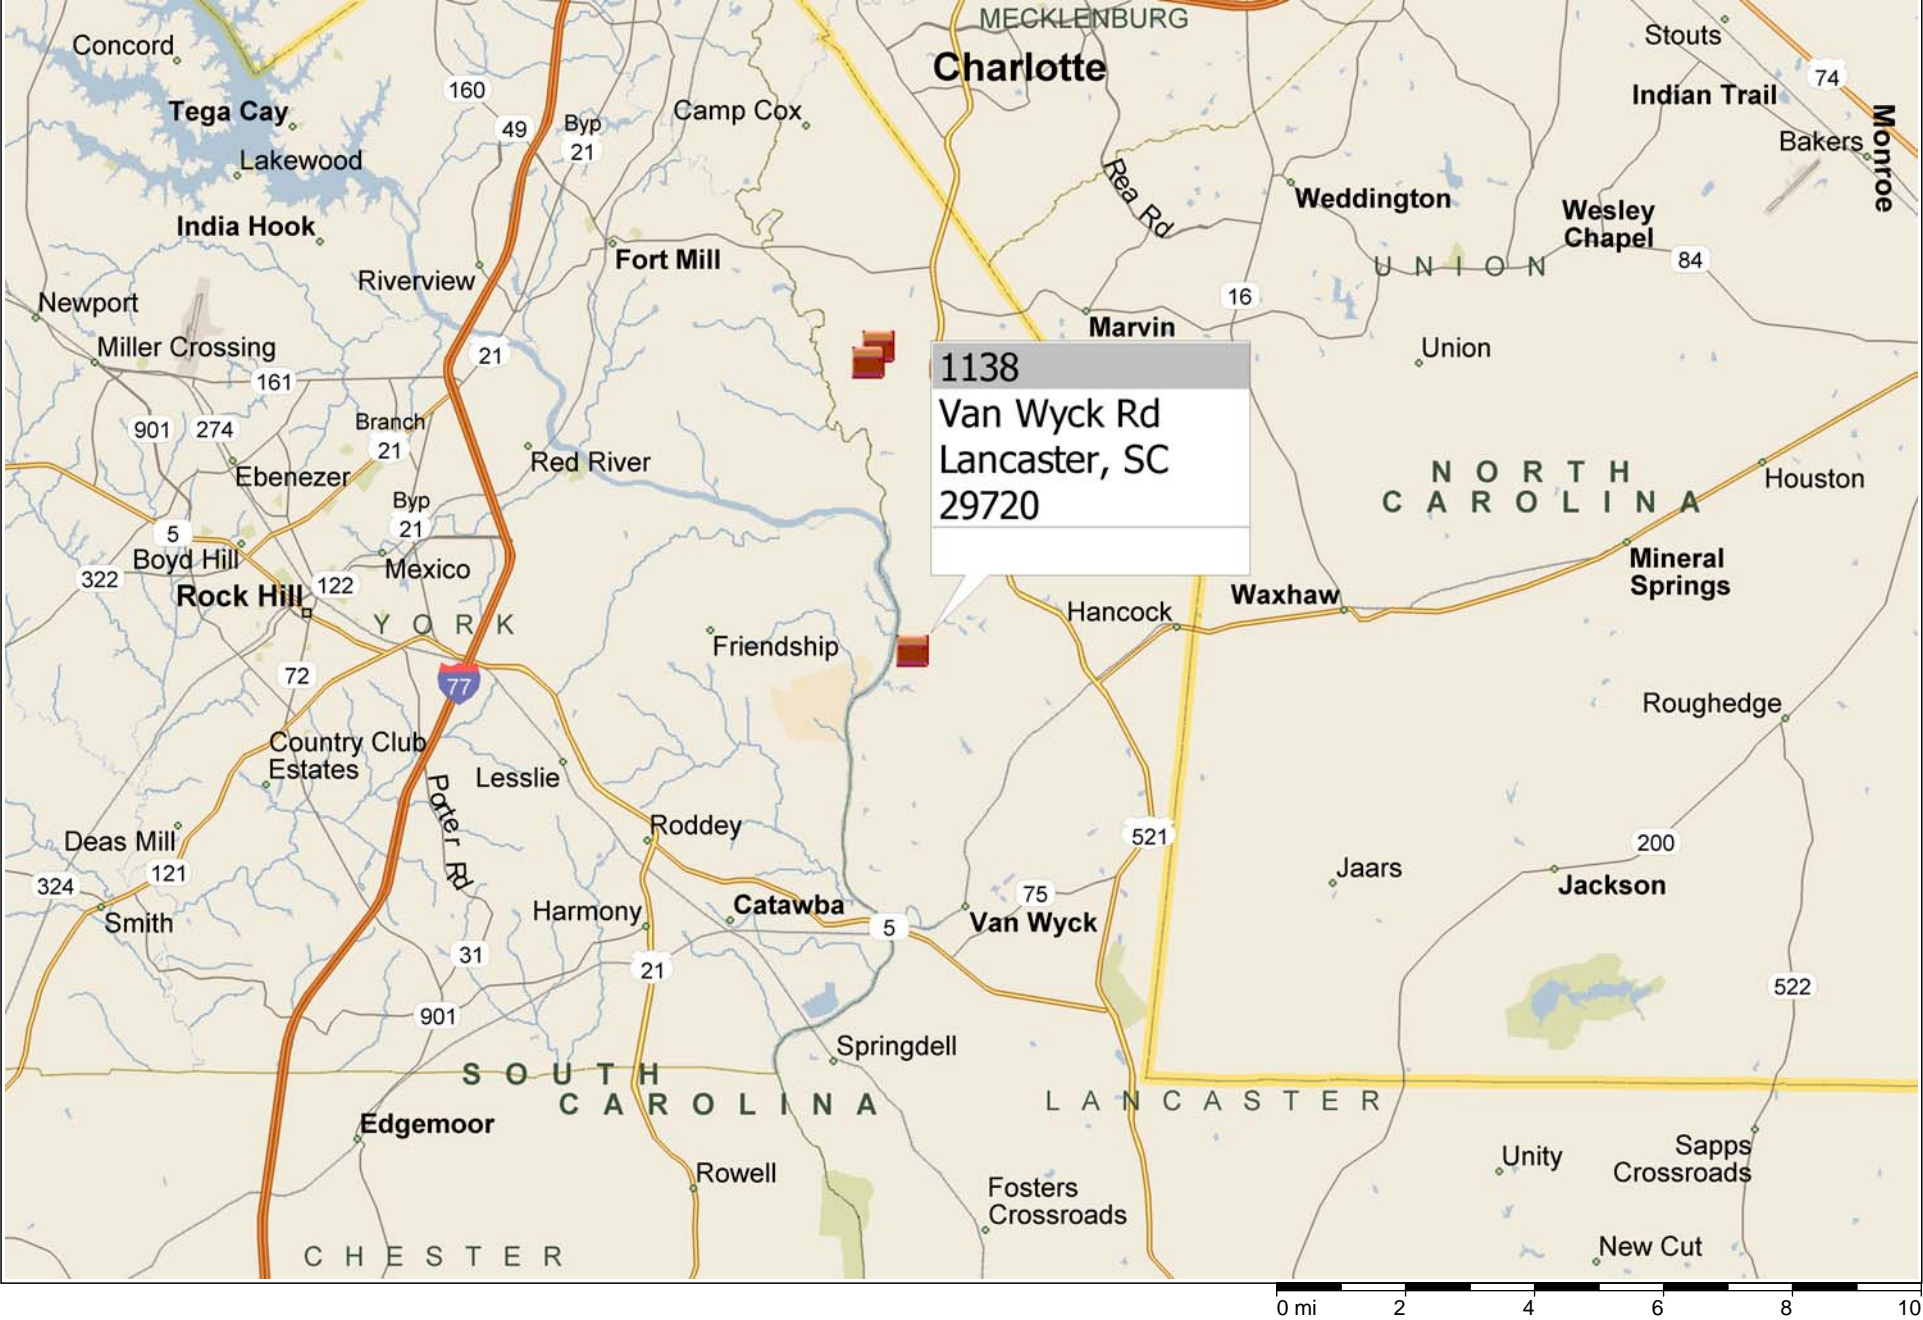 MECKLENBURG
Stouts
Concord
Charlotte
74
160
Indian Trail
Tega Cay
Camp Cox
49
Byp
21
Monroe
Bakers
Lakewood
Rea Rd
Weddington
Wesley
Chapel
India Hook
Fort Mill
UNION
84
Riverview
16
Newport
Marvin
Miller Crossing
21
Union
161
1138
Van Wyck Rd
Lancaster, SC
29720
Branch
21
901
274
Red River
Ebenezer
NORTH
CAROLINA
Houston
Byp
21
5
Boyd Hill
Mexico
322
122
Mineral
Springs
Rock Hill
Waxhaw
Hancock
YORK
Friendship
72
77
Roughedge
Country Club
Estates
Lesslie
Porter Rd
Roddey
521
Deas Mill
200
121
Jaars
324
Jackson
75
Catawba
Harmony
Smith
5
Van Wyck
31
21
522
901
Springdell
SOUTH
CAROLINA
LANCASTER
Edgemoor
Sapps
Crossroads
Unity
Rowell
Fosters
Crossroads
New Cut
CHESTER
0 mi 2 4 6 8 10